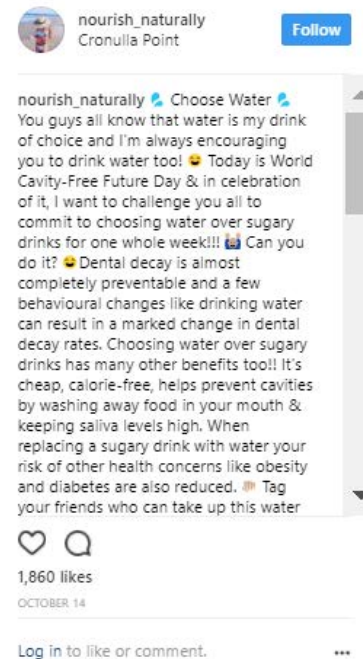 nourish_naturally
Cronulla Point
Follow
nourish_naturally 💦 Choose Water 💦
You guys all know that water is my drink
of choice and I'm always encouraging
you to drink water too! 😄 Today is World
Cavity-Free Future Day & in celebration
of it, I want to challenge you all to
commit to choosing water over sugary
drinks for one whole week!!! 🙌 Can you
do it? 😄 Dental decay is almost
completely preventable and a few
behavioural changes like drinking water
can result in a marked change in dental
decay rates. Choosing water over sugary
drinks has many other benefits too!! It's
cheap, calorie-free, helps prevent cavities
by washing away food in your mouth &
keeping saliva levels high. When
replacing a sugary drink with water your
risk of other health concerns like obesity
and diabetes are also reduced. 👏🏼 Tag
your friends who can take up this water
1,860 likes
OCTOBER 14
Log in to like or comment.